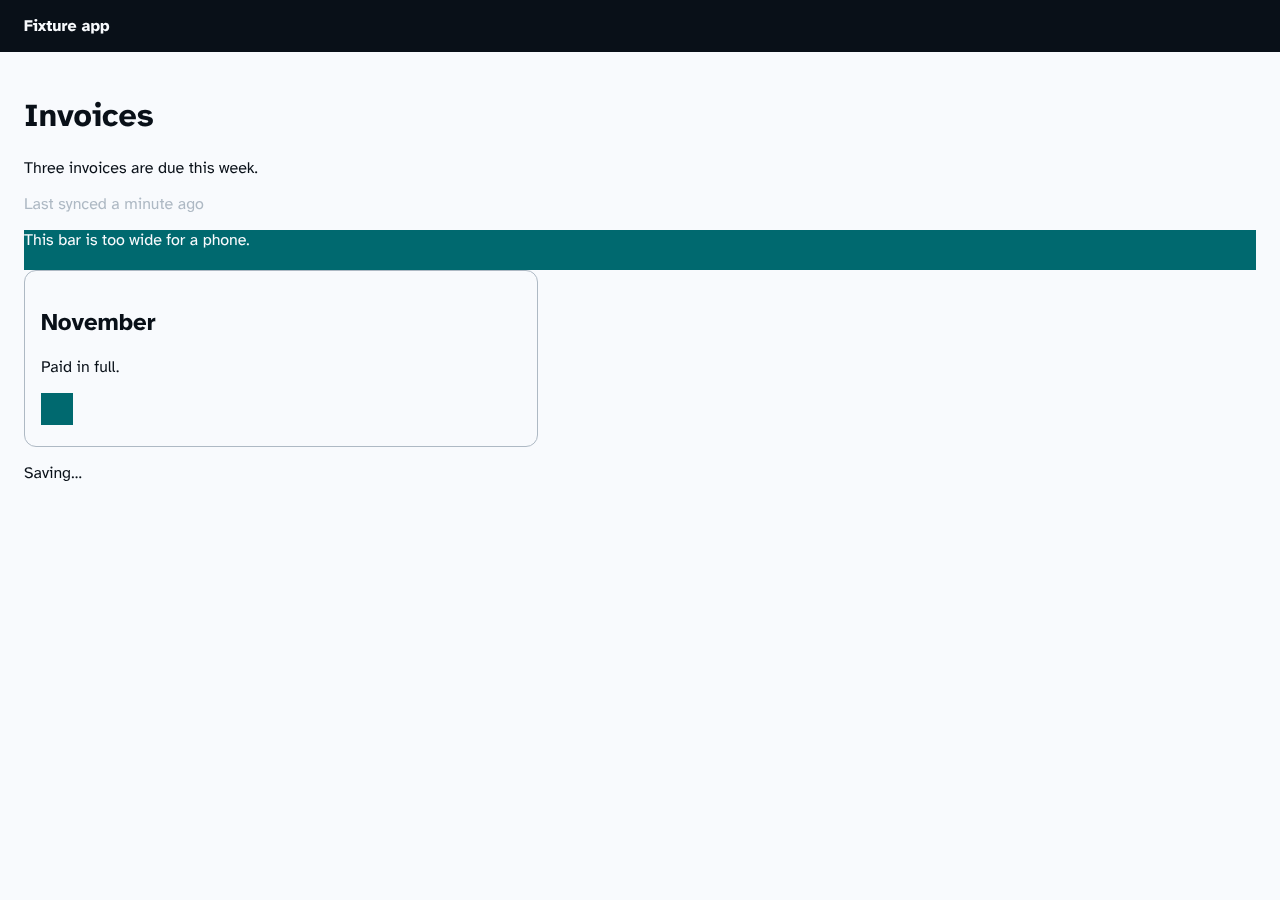 Fixture app
Invoices
Three invoices are due this week.
Last synced a minute ago
This bar is too wide for a phone.
November
Paid in full.
Saving…